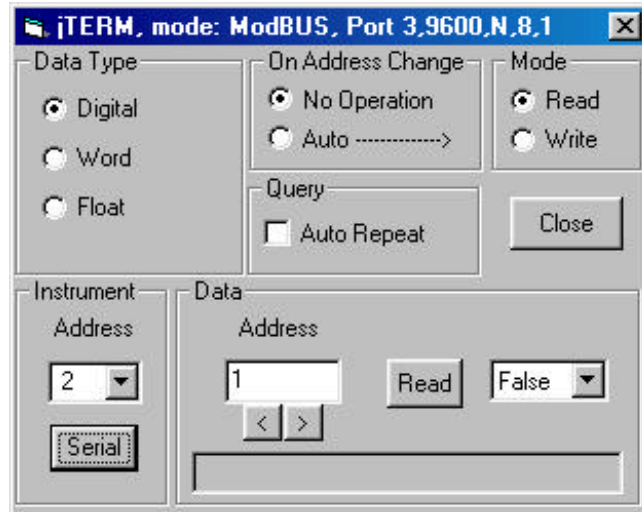 jTERM, mode: ModBUS, Port 3,9600,N,8,1
Data Type
Digital
Word
Float
On Address Change
No Operation
Auto ------------->
Mode
Read
Write
Query
Auto Repeat
Close
Instrument
Address
2
Serial
Data
Address
1
< >
Read
False